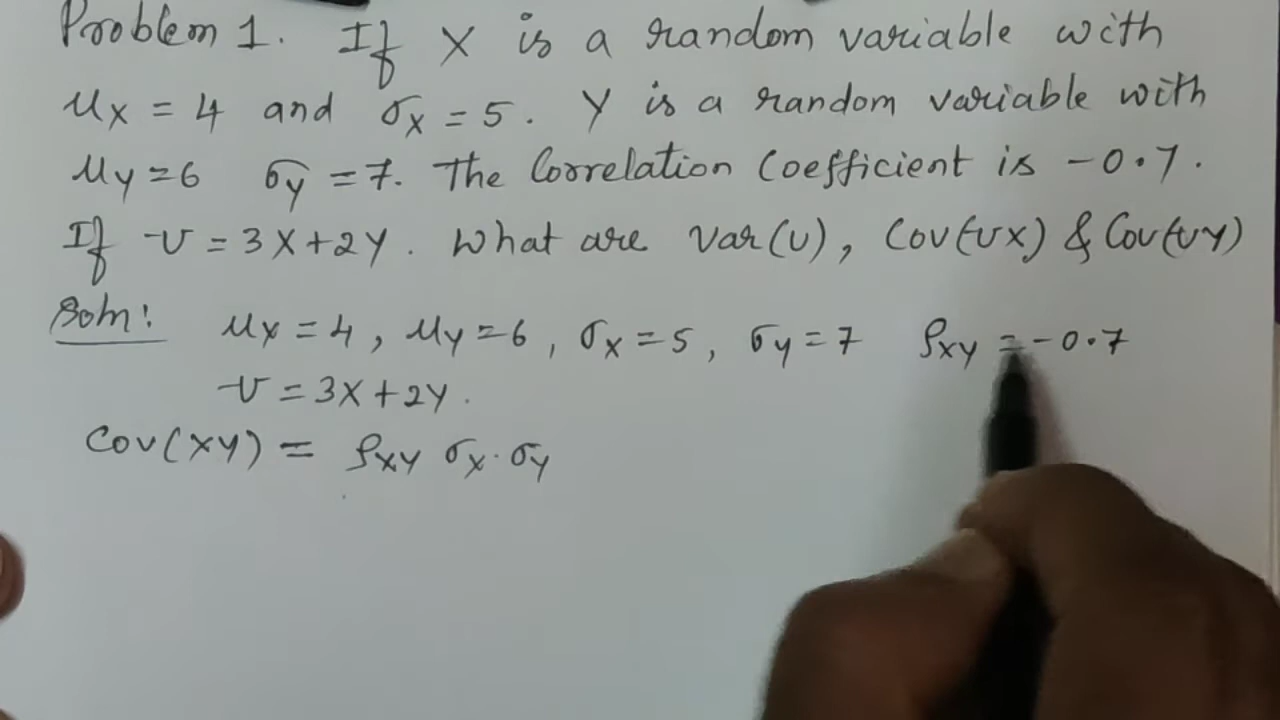 Problem 1. If X is a random variable with
μx = 4 and σx = 5. Y is a random variable with
μy = 6 σy = 7. The Correlation Coefficient is -0.7.
If U = 3X+2Y. What are Var(U), Cov(UX) & Cov(UY)
Soln: μx = 4, μy = 6, σx = 5, σy = 7 ρxy = -0.7
U = 3X+2Y.
Cov(XY) = ρxy σx·σy